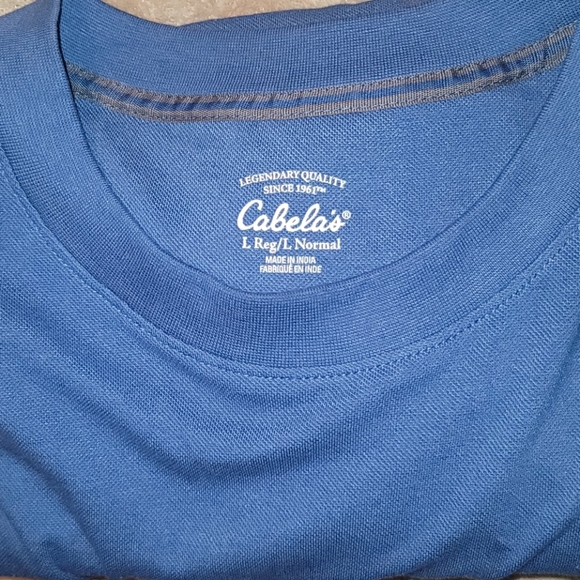 LEGENDARY QUALITY
SINCE 1961™
Cabela's®
L Reg/L Normal
MADE IN INDIA
FABRIQUÉ EN INDE